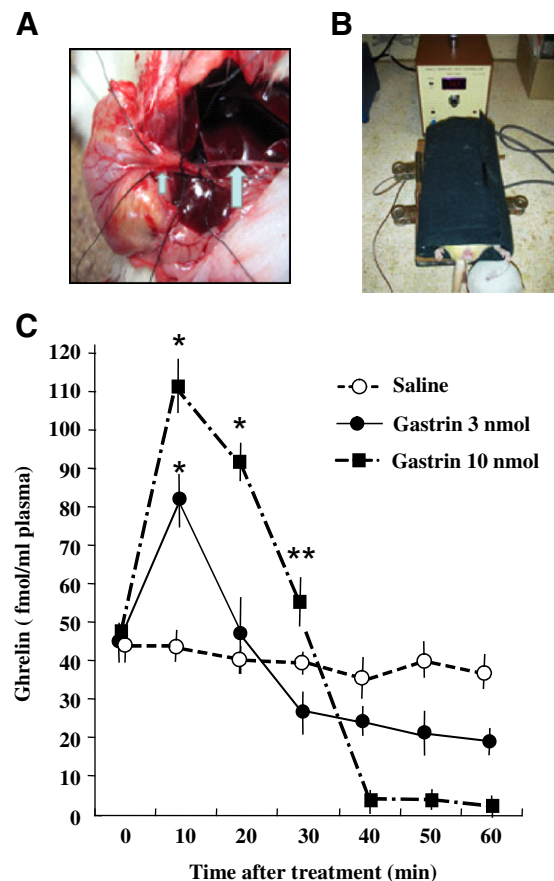 A
B
C
120
110
100
90
80
70
60
50
40
30
20
10
0
Ghrelin ( fmol/ml plasma)
*
*
*
**
Saline
Gastrin 3 nmol
Gastrin 10 nmol
0 10 20 30 40 50 60
Time after treatment (min)